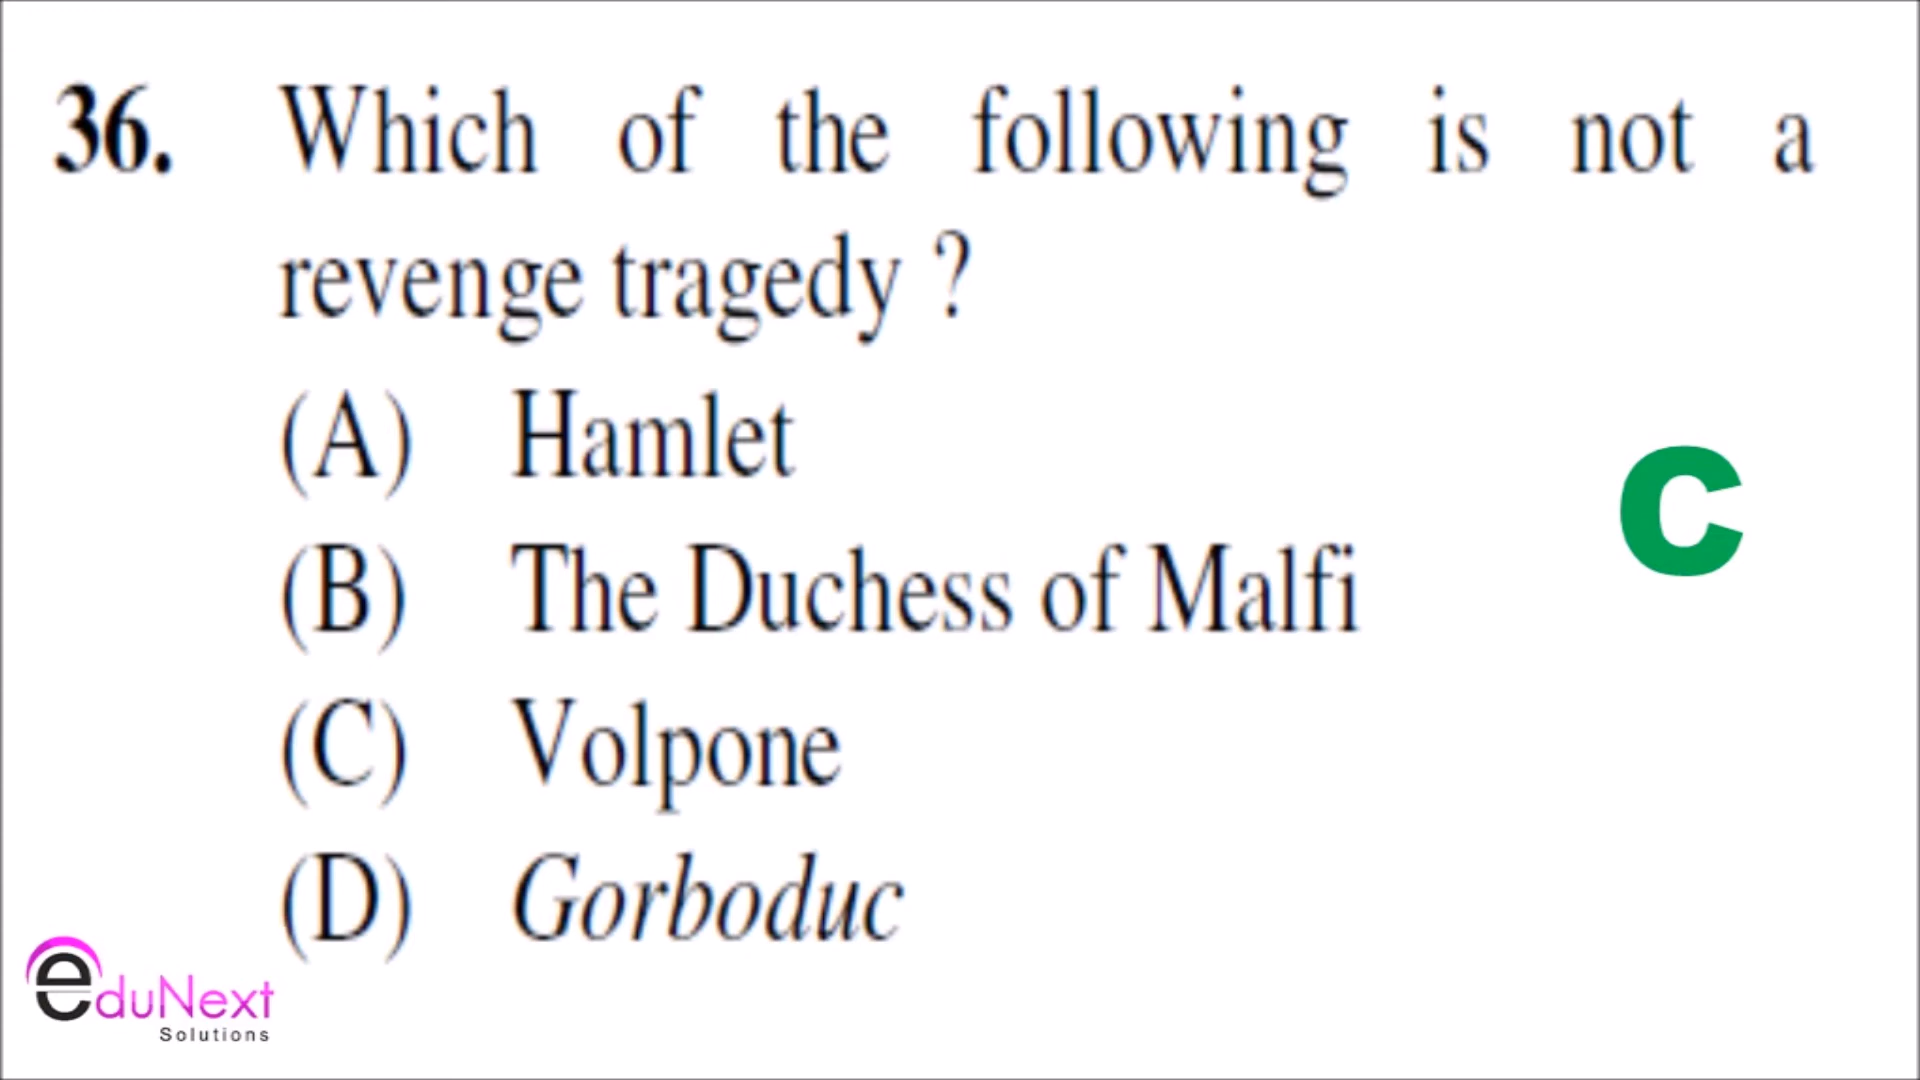 36. Which of the following is not a
revenge tragedy ?
(A) Hamlet
C
(B) The Duchess of Malfi
(C) Volpone
(D) Gorboduc
eduNext
Solutions